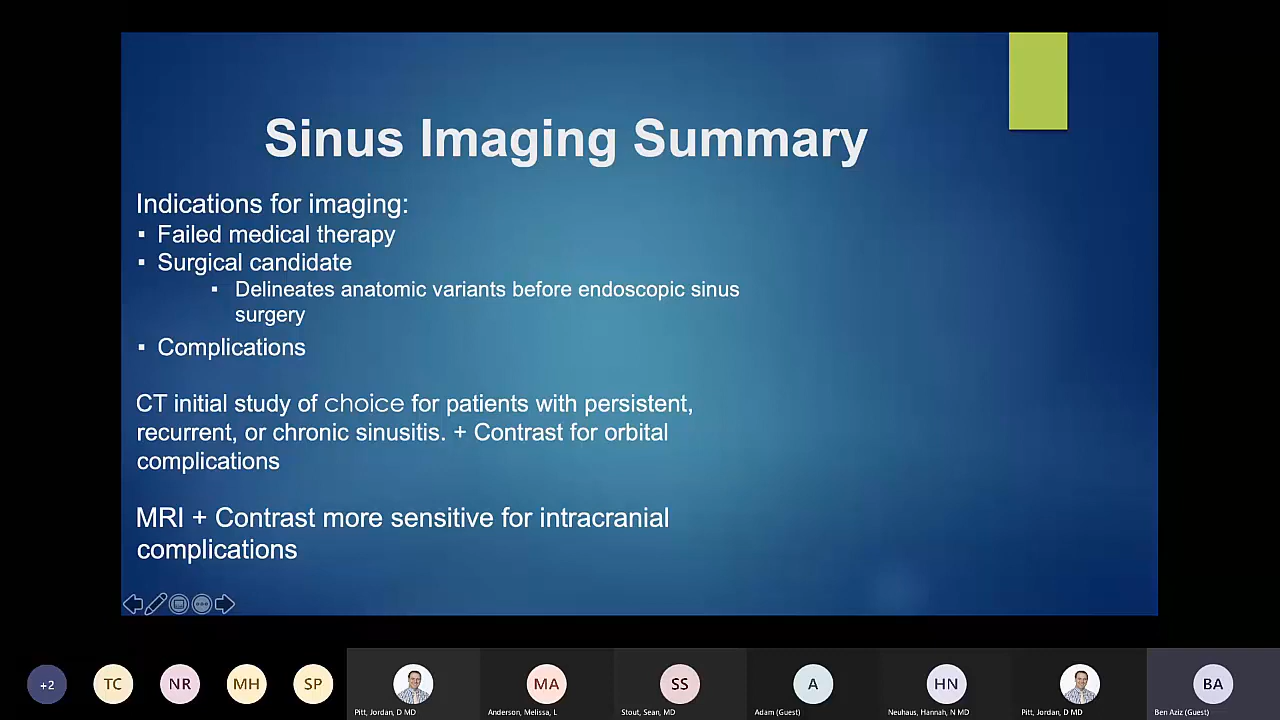 Sinus Imaging Summary
Indications for imaging:
▪ Failed medical therapy
▪ Surgical candidate
▪ Delineates anatomic variants before endoscopic sinus
surgery
▪ Complications
CT initial study of choice for patients with persistent,
recurrent, or chronic sinusitis. + Contrast for orbital
complications
MRI + Contrast more sensitive for intracranial
complications
+2
TC
NR
MH
SP
MA
SS
A
HN
BA
Pitt, Jordan, D MD
Anderson, Melissa, L
Stout, Sean, MD
Adam (Guest)
Neuhaus, Hannah, N MD
Pitt, Jordan, D MD
Ben Aziz (Guest)